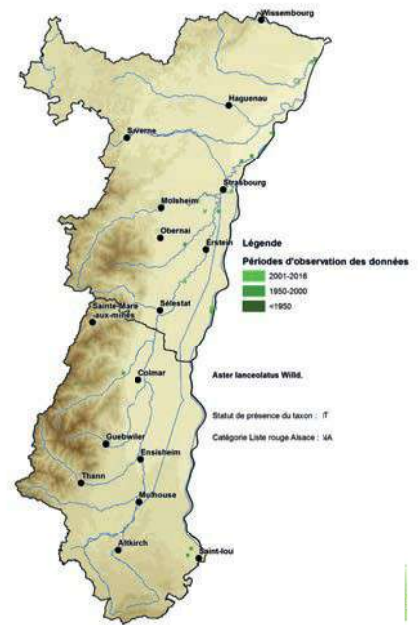 Wissembourg
Haguenau
Saverne
Strasbourg
Molsheim
Obernai
Erstein
Légende
Périodes d'observation des données
2001-2016
1950-2000
<1950
Sélestat
Sainte-Marie
-aux-mines
Colmar
Aster lanceolatus Willd.
Statut de présence du taxon :
Catégorie Liste rouge Alsace :
Guebwiler
Ensisheim
Thann
Mulhouse
Altkirch
Saint-lou